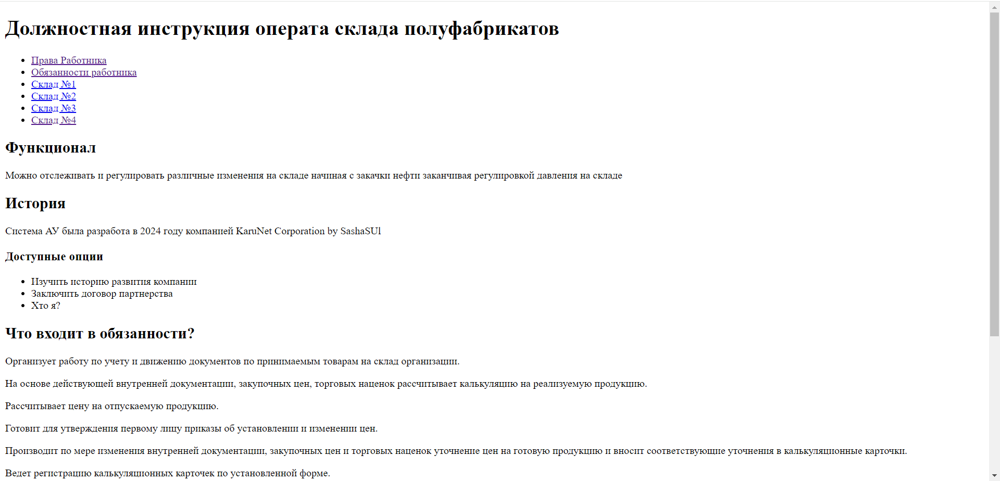 Должностная инструкция операта склада полуфабрикатов
Права Работника
Обязанности работника
Склад №1
Склад №2
Склад №3
Склад №4
Функционал
Можно отслеживать и регулировать различные изменения на складе начиная с закачки нефти заканчивая регулировкой давления на складе
История
Система АУ была разработа в 2024 году компанией KaruNet Corporation by SashaSUl
Доступные опции
Изучить историю развития компании
Заключить договор партнерства
Хто я?
Что входит в обязанности?
Организует работу по учету и движению документов по принимаемым товарам на склад организации.
На основе действующей внутренней документации, закупочных цен, торговых наценок рассчитывает калькуляцию на реализуемую продукцию.
Рассчитывает цену на отпускаемую продукцию.
Готовит для утверждения первому лицу приказы об установлении и изменении цен.
Производит по мере изменения внутренней документации, закупочных цен и торговых наценок уточнение цен на готовую продукцию и вносит соответствующие уточнения в калькуляционные карточки.
Ведет регистрацию калькуляционных карточек по установленной форме.